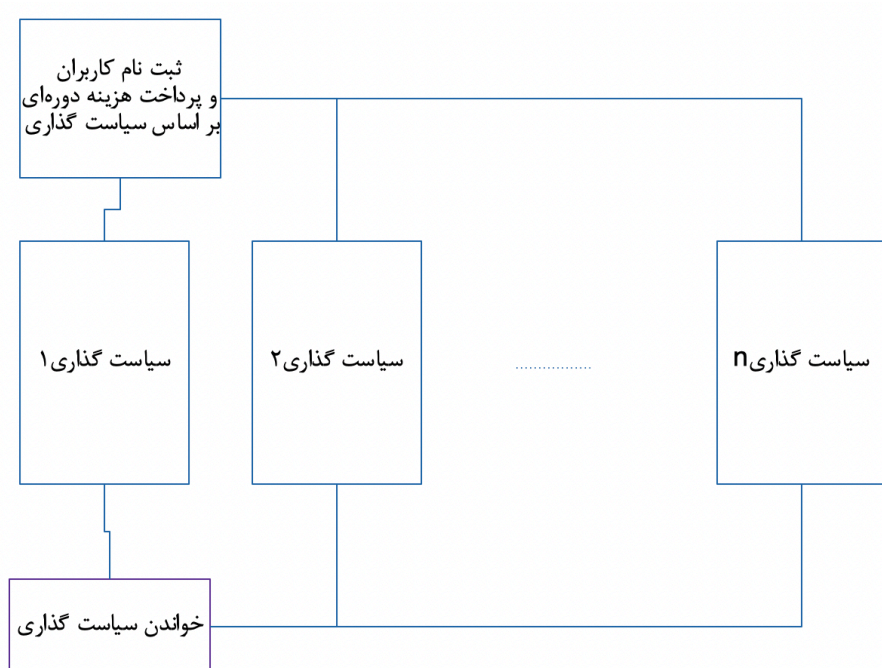 ثبت نام کاربران
و پرداخت هزینه دوره‌ای
بر اساس سیاست گذاری
سیاست گذاری۱
سیاست گذاری۲
..................
سیاست گذاریn
خواندن سیاست گذاری